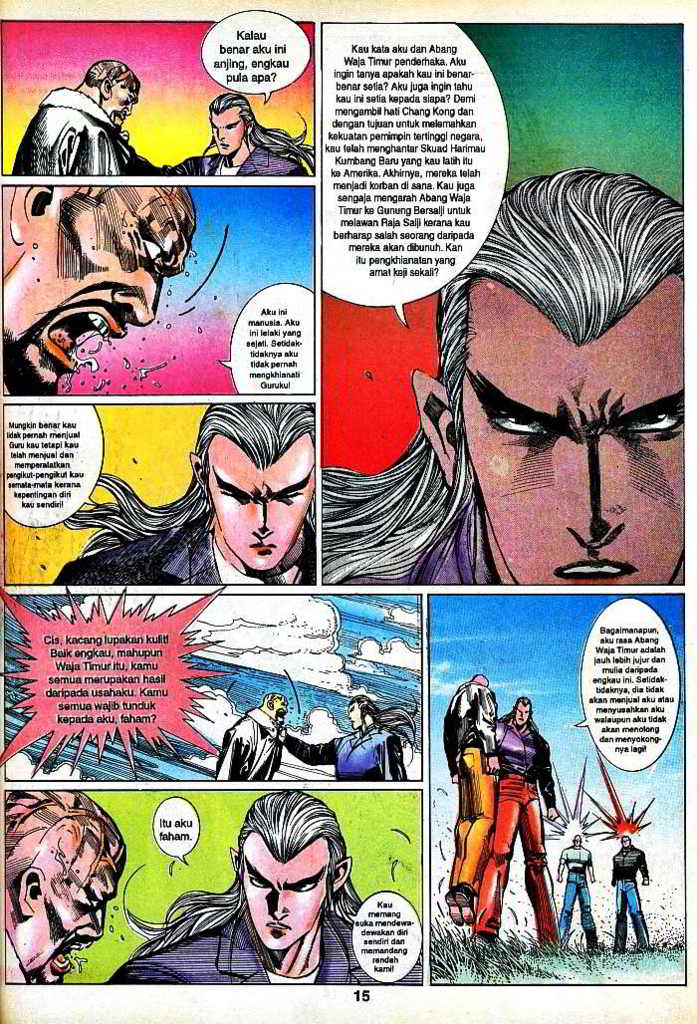 Kalau
benar aku ini
anjing, engkau
pula apa?
Aku ini
manusia. Aku
ini lelaki yang
sejati. Setidak-
tidaknya aku
tidak pernah
mengkhianati
Guruku!
Kau kata aku dan Abang
Waja Timur penderhaka. Aku
ingin tanya apakah kau ini benar-
benar setia? Aku juga ingin tahu
kau ini setia kepada siapa? Demi
mengambil hati Chang Kong dan
dengan tujuan untuk melemahkan
kekuatan pemimpin tertinggi negara,
kau telah menghantar Skuad Harimau
Kumbang Baru yang kau latih itu
ke Amerika. Akhirnya, mereka telah
menjadi korban di sana. Kau juga
sengaja mengarah Abang Waja
Timur ke Gunung Bersalji untuk
melawan Raja Salji kerana kau
berharap salah seorang daripada
mereka akan dibunuh. Kan
itu pengkhianatan yang
amat keji sekali?
Mungkin benar kau
tidak pernah menjual
Guru kau tetapi kau
telah menjual dan
memperalatkan
pengikut-pengikut kau
semata-mata kerana
kepentingan diri
kau sendiri!
Cis, kacang lupakan kulit!
Baik engkau, mahupun
Waja Timur itu, kamu
semua merupakan hasil
daripada usahaku. Kamu
semua wajib tunduk
kepada aku, faham?
Itu aku
faham.
Kau
memang
suka mendewa-
dewakan diri
sendiri dan
memandang
rendah
kami!
Bagaimanapun,
aku rasa Abang
Waja Timur adalah
jauh lebih jujur dan
mulia daripada
engkau ini. Setidak-
tidaknya, dia tidak
akan menjual aku atau
menyusahkan aku
walaupun aku tidak
akan menolong
dan menyokong-
nya lagi!
15